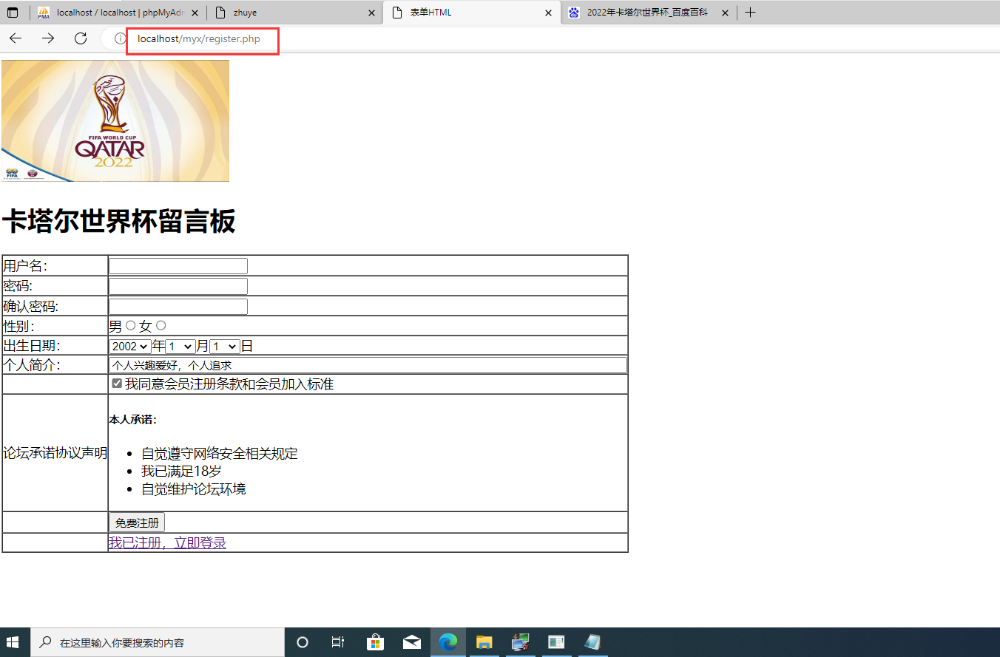 localhost / localhost | phpMyAdr
zhuye
表单HTML
2022年卡塔尔世界杯_百度百科
localhost/myx/register.php
FIFA WORLD CUP
QATAR
2022
FIFA
卡塔尔世界杯留言板
用户名：
密码:
确认密码:
性别： 男 女
出生日期： 2002 年 1 月 1 日
个人简介： 个人兴趣爱好，个人追求
我同意会员注册条款和会员加入标准
论坛承诺协议声明
本人承诺：
自觉遵守网络安全相关规定
我已满足18岁
自觉维护论坛环境
免费注册
我已注册，立即登录
在这里输入你要搜索的内容